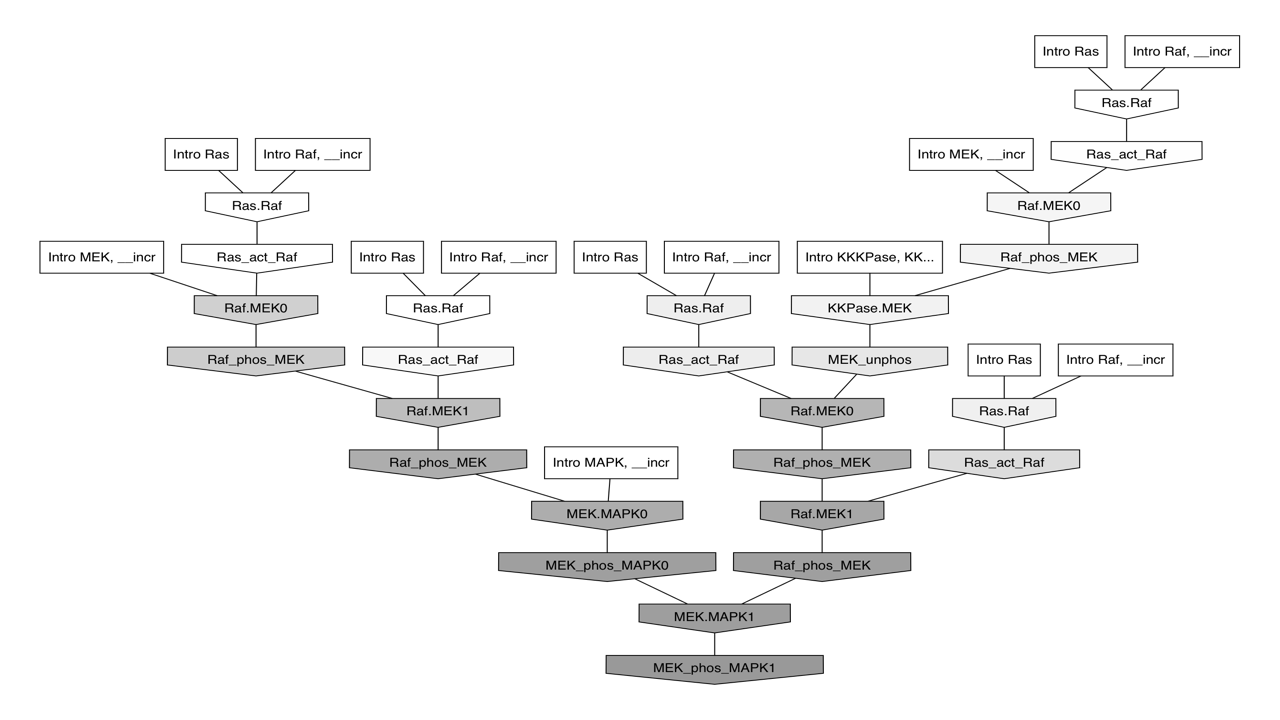 Intro Ras
Intro Raf, __incr
Ras.Raf
Intro Ras
Intro Raf, __incr
Intro MEK, __incr
Ras_act_Raf
Ras.Raf
Raf.MEK0
Intro MEK, __incr
Ras_act_Raf
Intro Ras
Intro Raf, __incr
Intro Ras
Intro Raf, __incr
Intro KKKPase, KK...
Raf_phos_MEK
Raf.MEK0
Ras.Raf
Ras.Raf
KKPase.MEK
Raf_phos_MEK
Ras_act_Raf
Ras_act_Raf
MEK_unphos
Intro Ras
Intro Raf, __incr
Raf.MEK1
Raf.MEK0
Ras.Raf
Raf_phos_MEK
Intro MAPK, __incr
Raf_phos_MEK
Ras_act_Raf
MEK.MAPK0
Raf.MEK1
MEK_phos_MAPK0
Raf_phos_MEK
MEK.MAPK1
MEK_phos_MAPK1